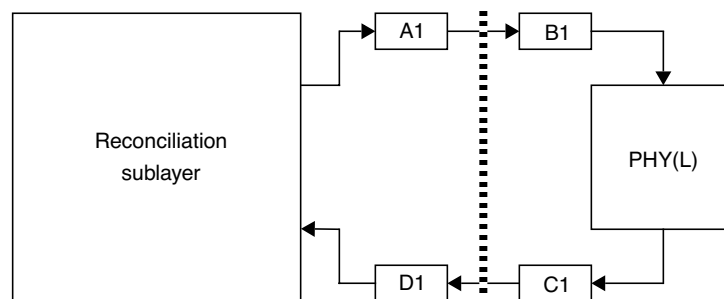 A1
B1
Reconciliation
sublayer
PHY(L)
D1
C1